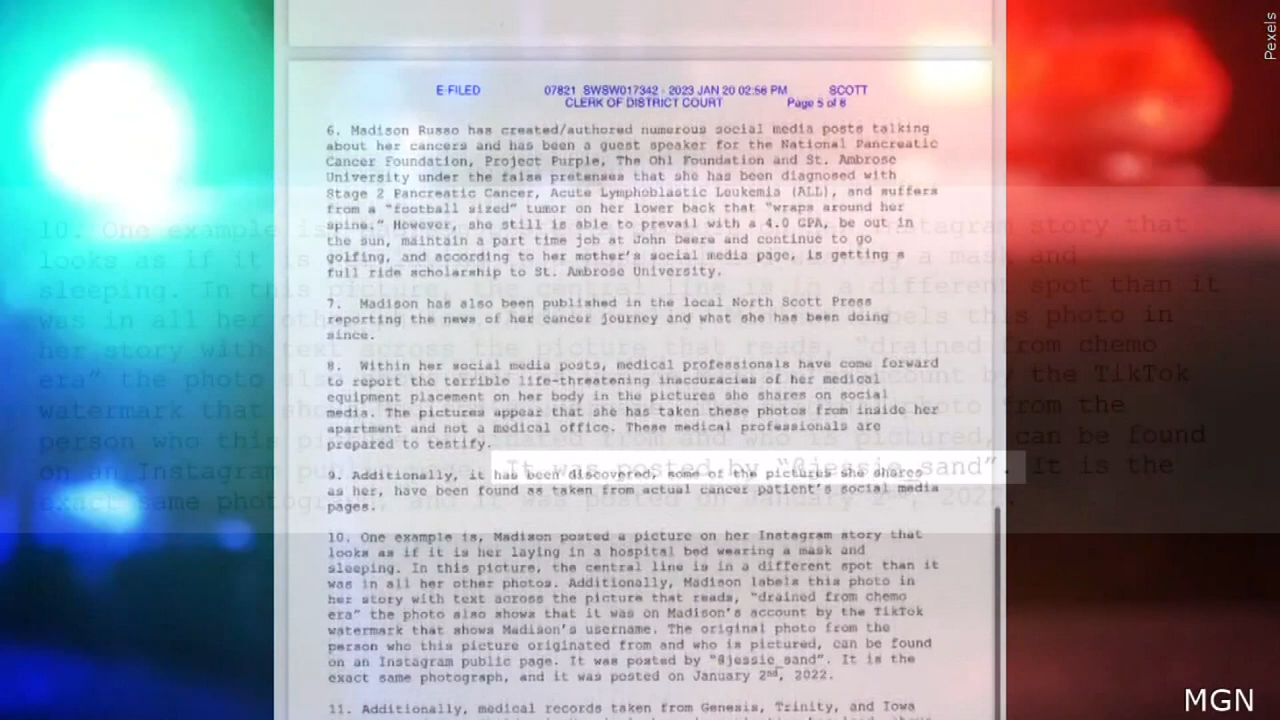 Pexels
E-FILED 07821 SWSW017342 - 2023 JAN 20 02:56 PM SCOTT
CLERK OF DISTRICT COURT Page 5 of 8
6. Madison Russo has created/authored numerous social media posts talking
about her cancers and has been a guest speaker for the National Pancreatic
Cancer Foundation, Project Purple, The Ohl Foundation and St. Ambrose
University under the false pretenses that she has been diagnosed with
Stage 2 Pancreatic Cancer, Acute Lymphoblastic Leukemia (ALL), and suffers
from a "football sized" tumor on her lower back that "wraps around her
spine." However, she still is able to prevail with a 4.0 GPA, be out in
the sun, maintain a part time job at John Deere and continue to go
golfing, and according to her mother's social media page, is getting a
full ride scholarship to St. Ambrose University.
7. Madison has also been published in the local North Scott Press
reporting the news of her cancer journey and what she has been doing
since.
8. Within her social media posts, medical professionals have come forward
to report the terrible life-threatening inaccuracies of her medical
equipment placement on her body in the pictures she shares on social
media. The pictures appear that she has taken these photos from inside her
apartment and not a medical office. These medical professionals are
prepared to testify.
It was posted by "@jessie_sand". It is the
9. Additionally, it has been discovered, some of the pictures she shares
as her, have been found as taken from actual cancer patient's social media
pages.
10. One example is, Madison posted a picture on her Instagram story that
looks as if it is her laying in a hospital bed wearing a mask and
sleeping. In this picture, the central line is in a different spot than it
was in all her other photos. Additionally, Madison labels this photo in
her story with text across the picture that reads, "drained from chemo
era" the photo also shows that it was on Madison's account by the TikTok
watermark that shows Madison's username. The original photo from the
person who this picture originated from and who is pictured, can be found
on an Instagram public page. It was posted by "@jessie_sand". It is the
exact same photograph, and it was posted on January 2nd, 2022.
11. Additionally, medical records taken from Genesis, Trinity, and Iowa
MGN